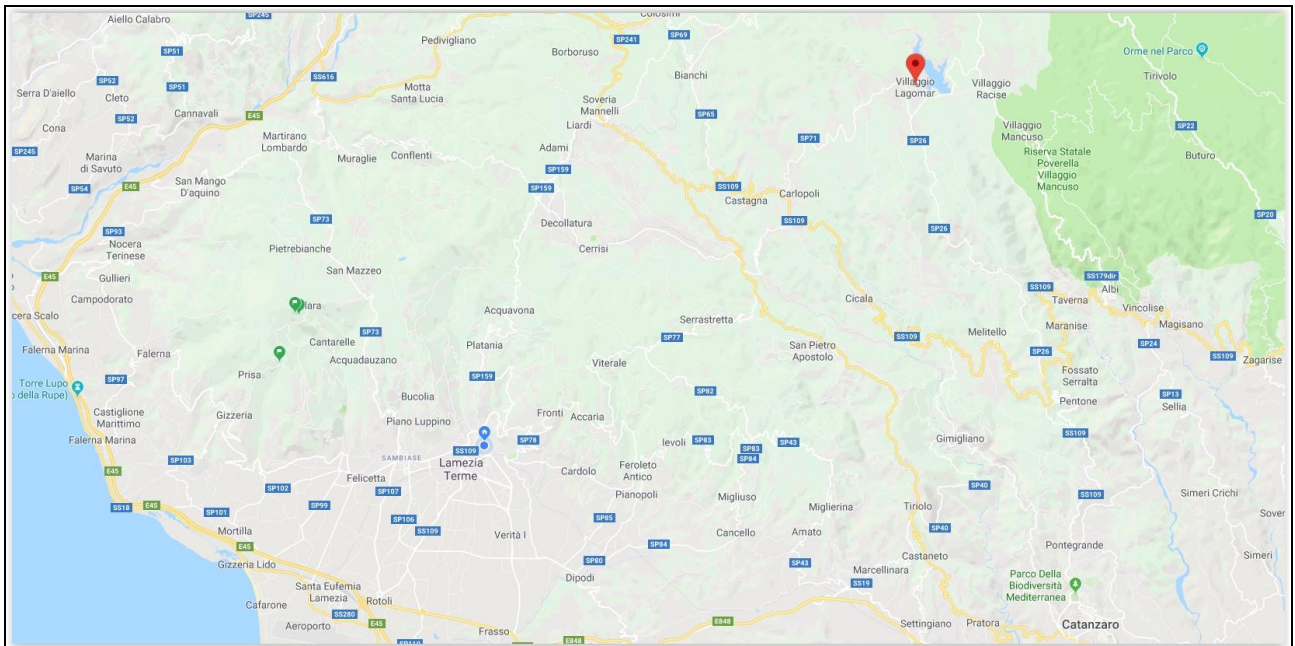 Aiello Calabro
SP245
Colosimi
SP241
SP69
Pedivigliano
Borboruso
SP51
Orme nel Parco
Serra D'aiello
SP52
SP51
Cleto
SS616
Motta
Santa Lucia
Bianchi
Villaggio
Lagomar
Villaggio
Racise
Tirivolo
Cona
SP52
Cannavali
E45
Soveria
Mannelli
SP65
Liardi
SP22
SP245
Martirano
Lombardo
Adami
SP71
SP26
Villaggio
Mancuso
Marina
di Savuto
Muraglie
Conflenti
Riserva Statale
Poverella
Villaggio
Mancuso
Buturo
SP54
E45
San Mango
D'aquino
SP159
SP159
SS109
Castagna
Carlopoli
SP93
SP73
Decollatura
SS109
SP26
SP20
Nocera
Terinese
Pietrebianche
Cerrisi
E45
Gullieri
San Mazzeo
SS179dir
Campodorato
SS109
Albi
cera Scalo
lara
Acquavona
Cicala
Taverna
Vincolise
Serrastretta
Maranise
Magisano
Falerna Marina
Falerna
Cantarelle
SP73
Platania
SP77
San Pietro
Apostolo
SS109
Melitello
SP26
SP24
SS109
Zagarise
Acquadauzano
Viterale
Torre Lupo
o della Rupe)
SP97
Prisa
SP159
SP82
Fossato
Serralta
SP13
Castiglione
Marittimo
Gizzeria
Bucolia
Piano Luppino
Fronti
Accaria
Pentone
Sellia
Falerna Marina
SP78
Ievoli
SP83
SP83
SP43
SP84
Gimigliano
SS109
SP103
SAMBIASE
SS109
Lamezia
Terme
E45
Felicetta
Cardolo
Feroleto
Antico
SP102
SP107
Pianopoli
Migliuso
SP40
SS109
Simeri Crichi
SS18
E45
SP101
SP99
SP106
SS109
SP85
Miglierina
Tiriolo
Sover
Mortilla
Verità I
Cancello
Amato
SP40
E45
Gizzeria Lido
SP84
SP80
SP43
Castaneto
Pontegrande
Simeri
Dipodi
Marcellinara
SS19
Parco Della
Biodiversità
Mediterranea
Santa Eufemia
Lamezia
Cafarone
Rotoli
SS280
Aeroporto
E45
Frasso
E848
E848
Settingiano
Pratora
Catanzaro